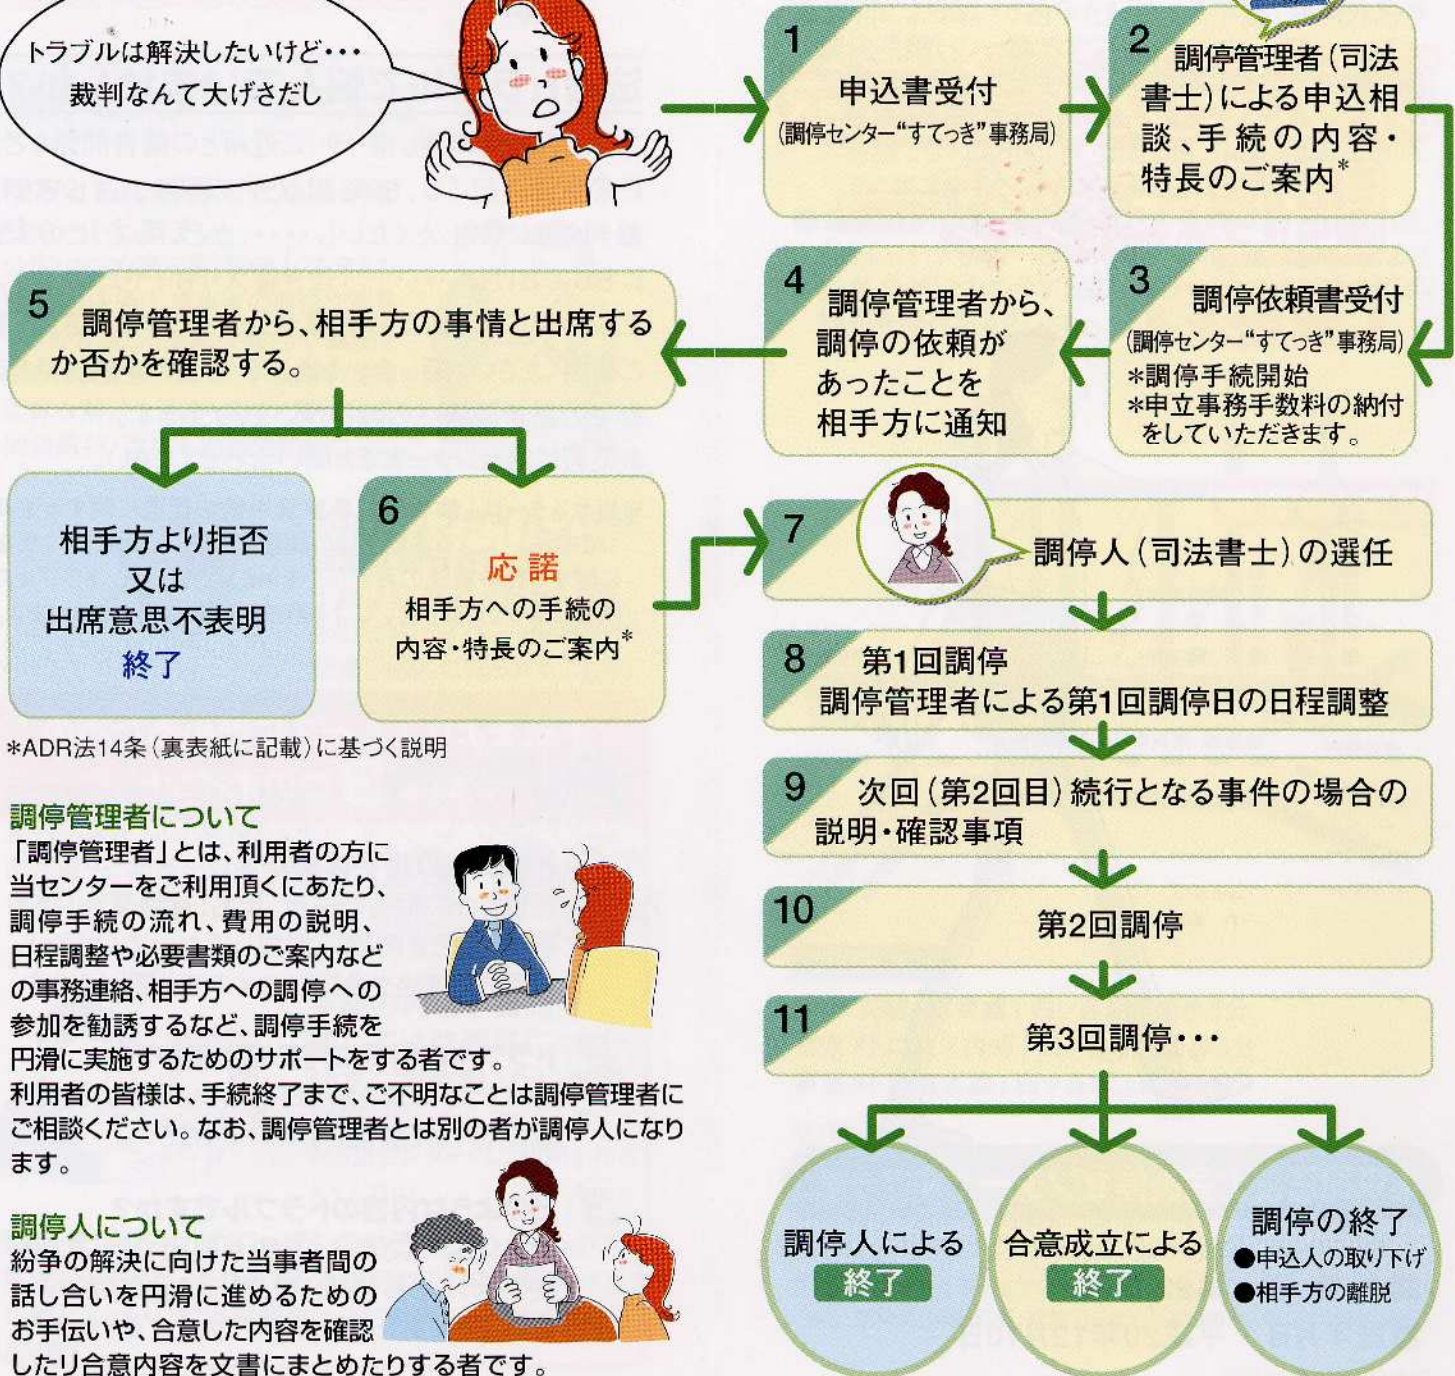 トラブルは解決したいけど・・・
裁判なんて大げさだし
1
申込書受付
(調停センター“すてっき”事務局)
2
調停管理者(司法
書士)による申込相
談、手続の内容・
特長のご案内*
3
調停依頼書受付
(調停センター“すてっき”事務局)
*調停手続開始
*申立事務手数料の納付
をしていただきます。
4
調停管理者から、
調停の依頼が
あったことを
相手方に通知
5
調停管理者から、相手方の事情と出席する
か否かを確認する。
相手方より拒否
又は
出席意思不表明
終了
6
応諾
相手方への手続の
内容・特長のご案内*
7
調停人(司法書士)の選任
8
第1回調停
調停管理者による第1回調停日の日程調整
9
次回(第2回目)続行となる事件の場合の
説明・確認事項
10
第2回調停
11
第3回調停・・・
調停人による
終了
合意成立による
終了
調停の終了
●申込人の取り下げ
●相手方の離脱
*ADR法14条(裏表紙に記載)に基づく説明
調停管理者について
「調停管理者」とは、利用者の方に
当センターをご利用頂くにあたり、
調停手続の流れ、費用の説明、
日程調整や必要書類のご案内など
の事務連絡、相手方への調停への
参加を勧誘するなど、調停手続を
円滑に実施するためのサポートをする者です。
利用者の皆様は、手続終了まで、ご不明なことは調停管理者に
ご相談ください。なお、調停管理者とは別の者が調停人になり
ます。
調停人について
紛争の解決に向けた当事者間の
話し合いを円滑に進めるための
お手伝いや、合意した内容を確認
したり合意内容を文書にまとめたりする者です。